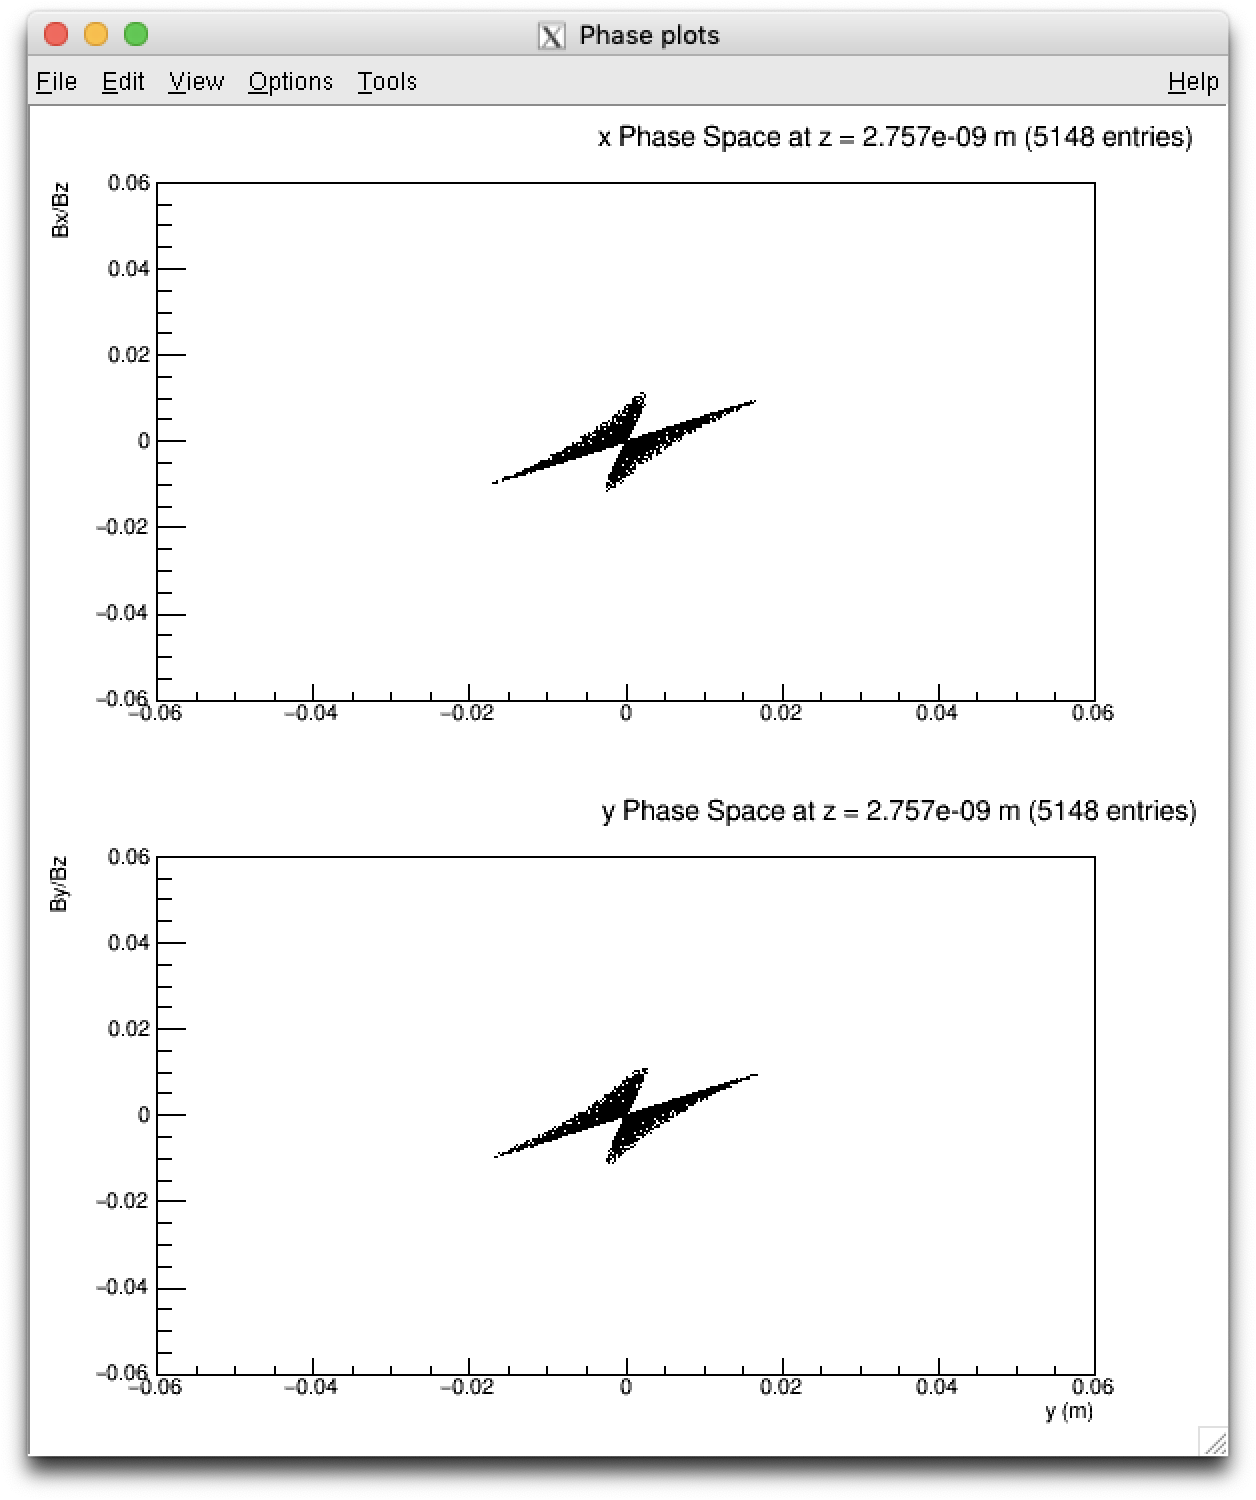 Phase plots
File Edit View Options Tools Help
x Phase Space at z = 2.757e-09 m (5148 entries)
Bx/Bz
0.06
0.04
0.02
0
−0.02
−0.04
−0.06
−0.06 −0.04 −0.02 0 0.02 0.04 0.06
y Phase Space at z = 2.757e-09 m (5148 entries)
By/Bz
0.06
0.04
0.02
0
−0.02
−0.04
−0.06
−0.06 −0.04 −0.02 0 0.02 0.04 0.06
y (m)